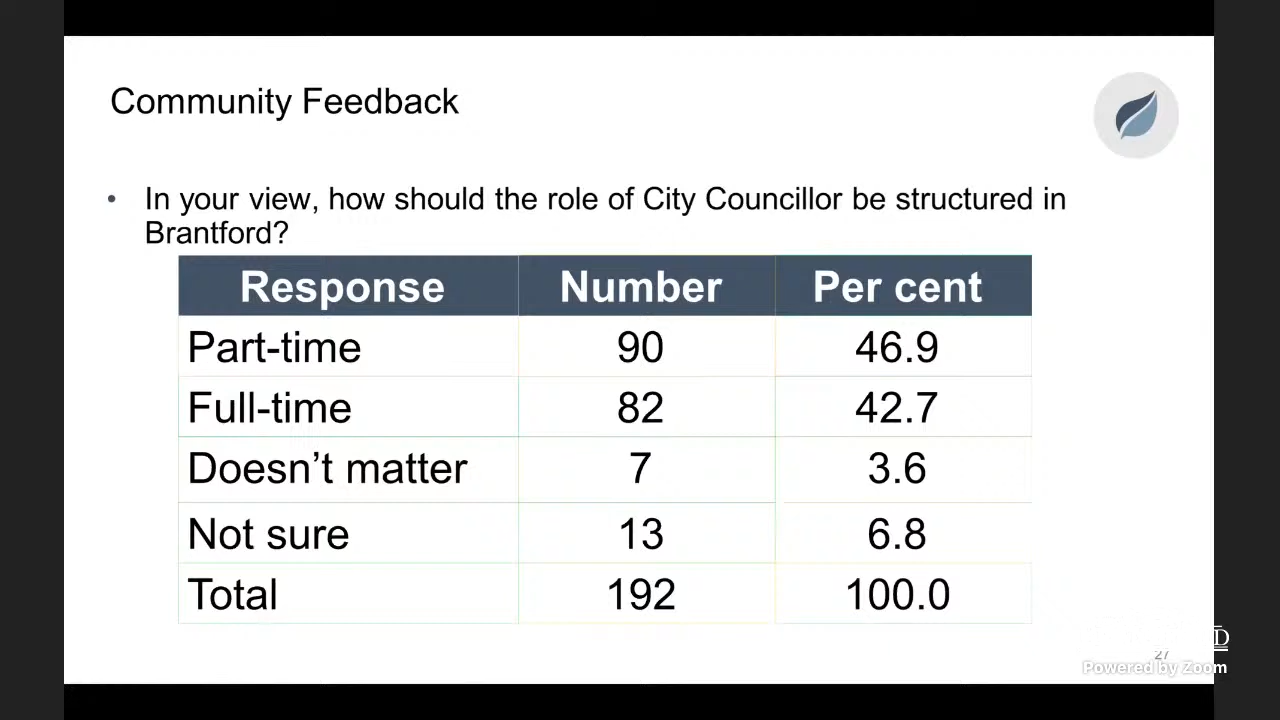 Community Feedback
• In your view, how should the role of City Councillor be structured in
Brantford?
Response Number Per cent
Part-time 90 46.9
Full-time 82 42.7
Doesn’t matter 7 3.6
Not sure 13 6.8
Total 192 100.0
D
27
Powered by Zoom